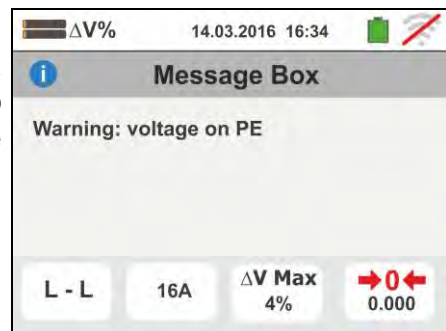 ΔV% 14.03.2016 16:34
i Message Box
Warning: voltage on PE
L - L 16A ΔV Max 4% 0 0.000